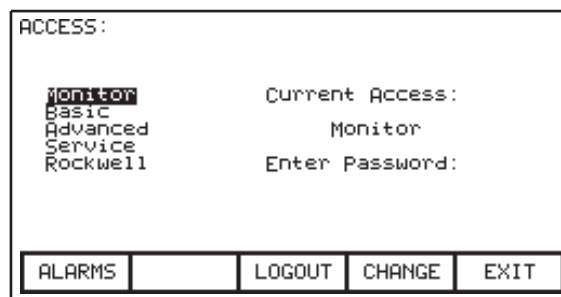 ACCESS:
Monitor
Basic
Advanced
Service
Rockwell
Current Access:
Monitor
Enter Password:
ALARMS LOGOUT CHANGE EXIT